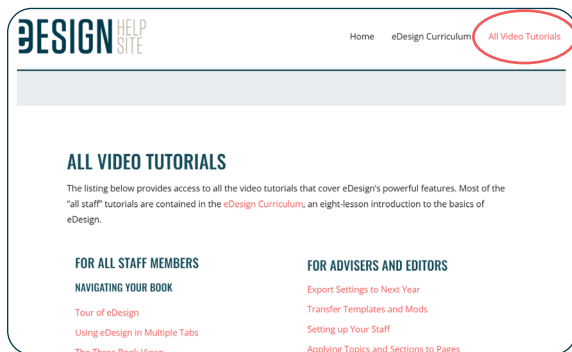 eDESIGN HELP SITE
Home eDesign Curriculum All Video Tutorials
ALL VIDEO TUTORIALS
The listing below provides access to all the video tutorials that cover eDesign's powerful features. Most of the
"all staff" tutorials are contained in the eDesign Curriculum, an eight-lesson introduction to the basics of
eDesign.
FOR ALL STAFF MEMBERS
NAVIGATING YOUR BOOK
Tour of eDesign
Using eDesign in Multiple Tabs
The Three Book Views
FOR ADVISERS AND EDITORS
Export Settings to Next Year
Transfer Templates and Mods
Setting up Your Staff
Applying Topics and Sections to Pages